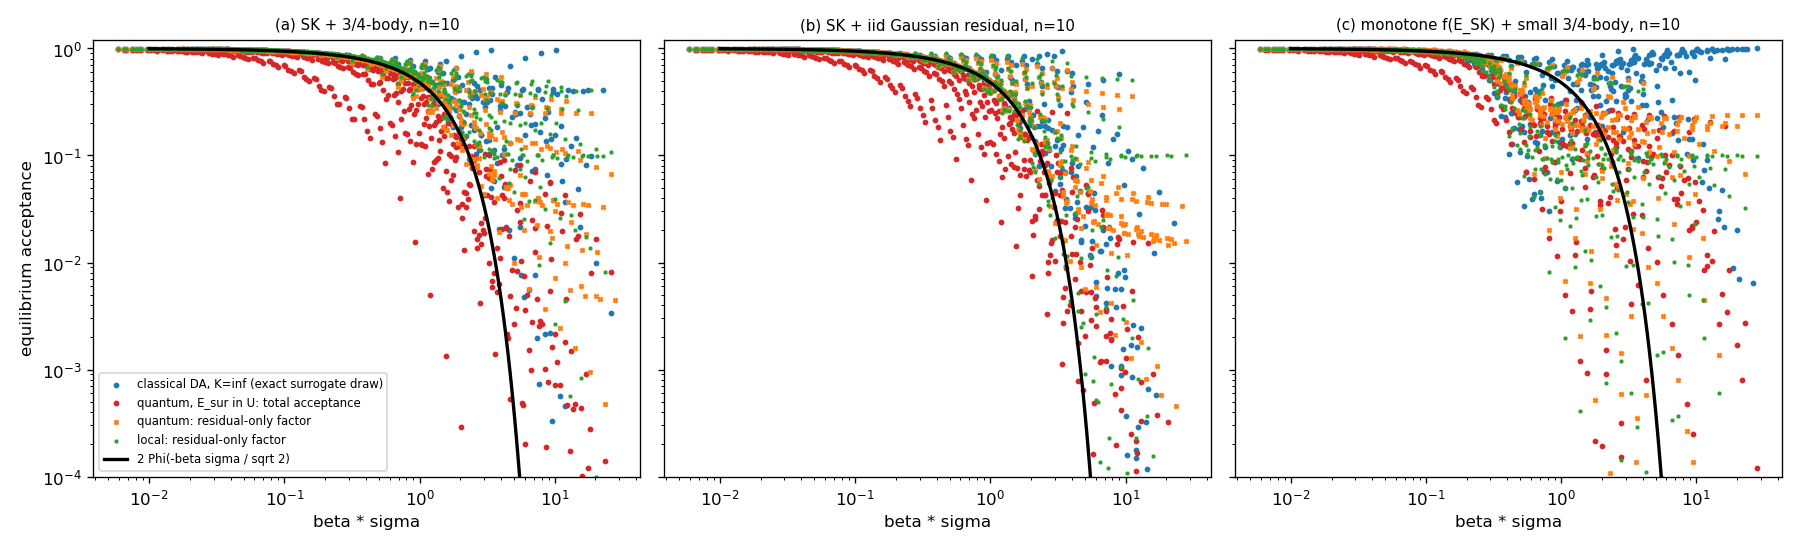 (a) SK + 3/4-body, n=10
(b) SK + iid Gaussian residual, n=10
(c) monotone f(E_SK) + small 3/4-body, n=10
equilibrium acceptance
10^0
10^-1
10^-2
10^-3
10^-4
classical DA, K=inf (exact surrogate draw)
quantum, E_sur in U: total acceptance
quantum: residual-only factor
local: residual-only factor
2 Phi(-beta sigma / sqrt 2)
10^-2 10^-1 10^0 10^1
10^-2 10^-1 10^0 10^1
10^-2 10^-1 10^0 10^1
beta * sigma
beta * sigma
beta * sigma